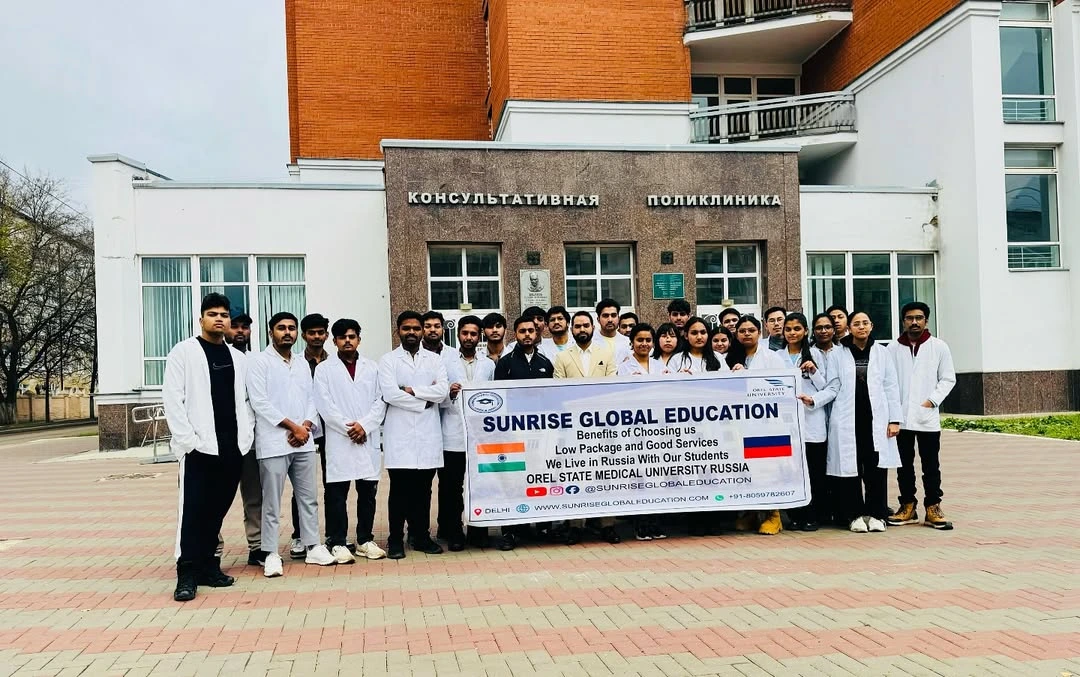 КОНСУЛЬТАТИВНАЯ ПОЛИКЛИНИКА
OREL STATE
UNIVERSITY
SUNRISE GLOBAL EDUCATION
Benefits of Choosing us
Low Package and Good Services
We Live in Russia With Our Students
OREL STATE MEDICAL UNIVERSITY RUSSIA
@SUNRISEGLOBALEDUCATION
DELHI WWW.SUNRISEGLOBALEDUCATION.COM +91-8059782607